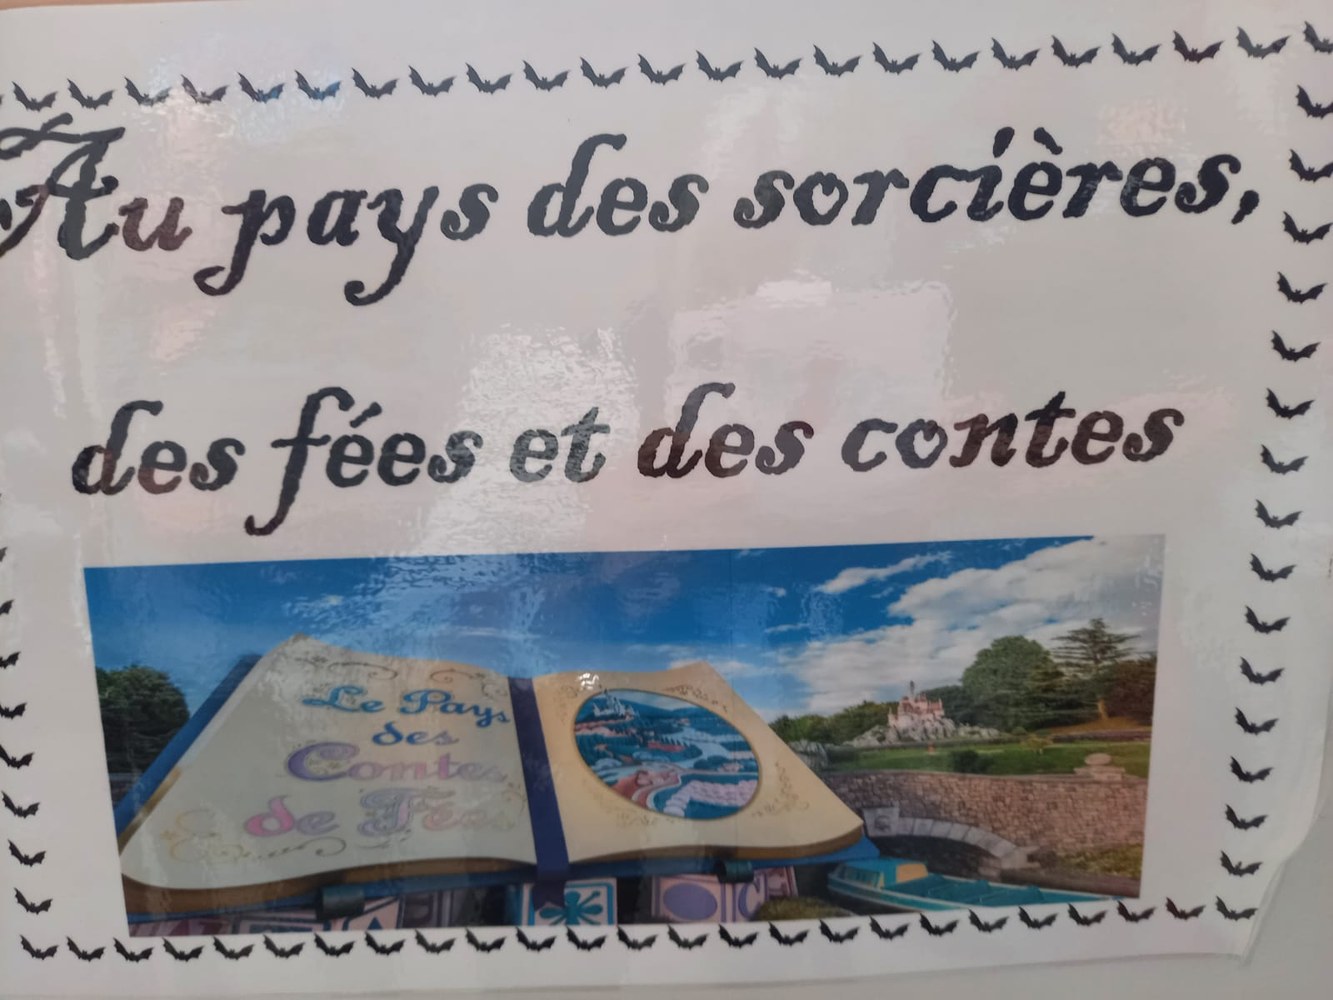 Au pays des sorcières,
des fées et des contes
Le Pays
des
Contes
de Fées